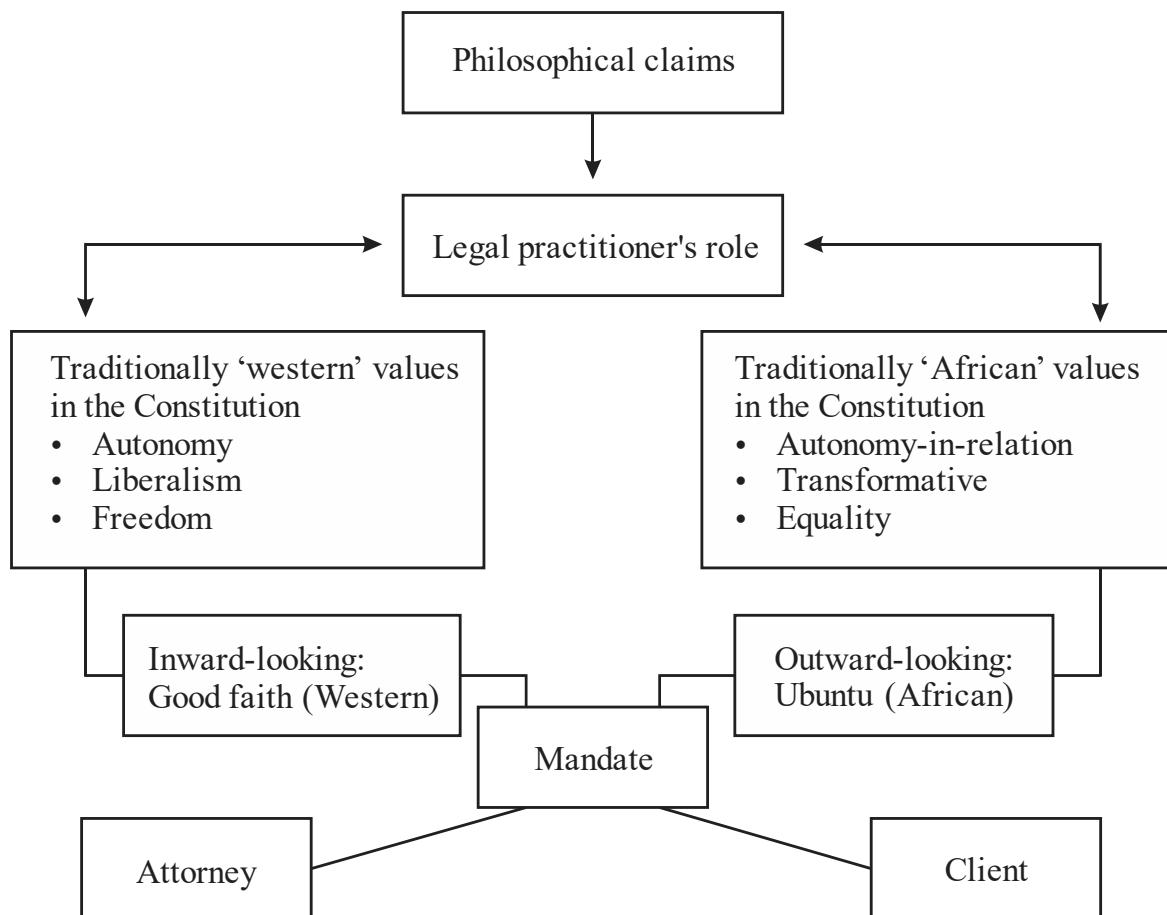 Philosophical claims
Legal practitioner's role
Traditionally ‘western’ values
in the Constitution
• Autonomy
• Liberalism
• Freedom
Traditionally ‘African’ values
in the Constitution
• Autonomy-in-relation
• Transformative
• Equality
Inward-looking:
Good faith (Western)
Outward-looking:
Ubuntu (African)
Mandate
Attorney
Client